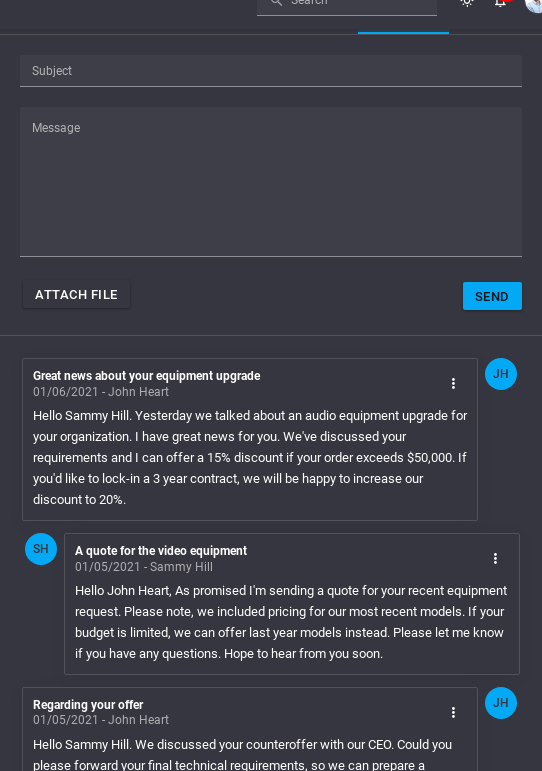 Search
Subject
Message
ATTACH FILE
SEND
Great news about your equipment upgrade
01/06/2021 - John Heart
JH
Hello Sammy Hill. Yesterday we talked about an audio equipment upgrade for
your organization. I have great news for you. We've discussed your
requirements and I can offer a 15% discount if your order exceeds $50,000. If
you'd like to lock-in a 3 year contract, we will be happy to increase our
discount to 20%.
SH
A quote for the video equipment
01/05/2021 - Sammy Hill
Hello John Heart, As promised I'm sending a quote for your recent equipment
request. Please note, we included pricing for our most recent models. If your
budget is limited, we can offer last year models instead. Please let me know
if you have any questions. Hope to hear from you soon.
Regarding your offer
01/05/2021 - John Heart
JH
Hello Sammy Hill. We discussed your counteroffer with our CEO. Could you
please forward your final technical requirements, so we can prepare a